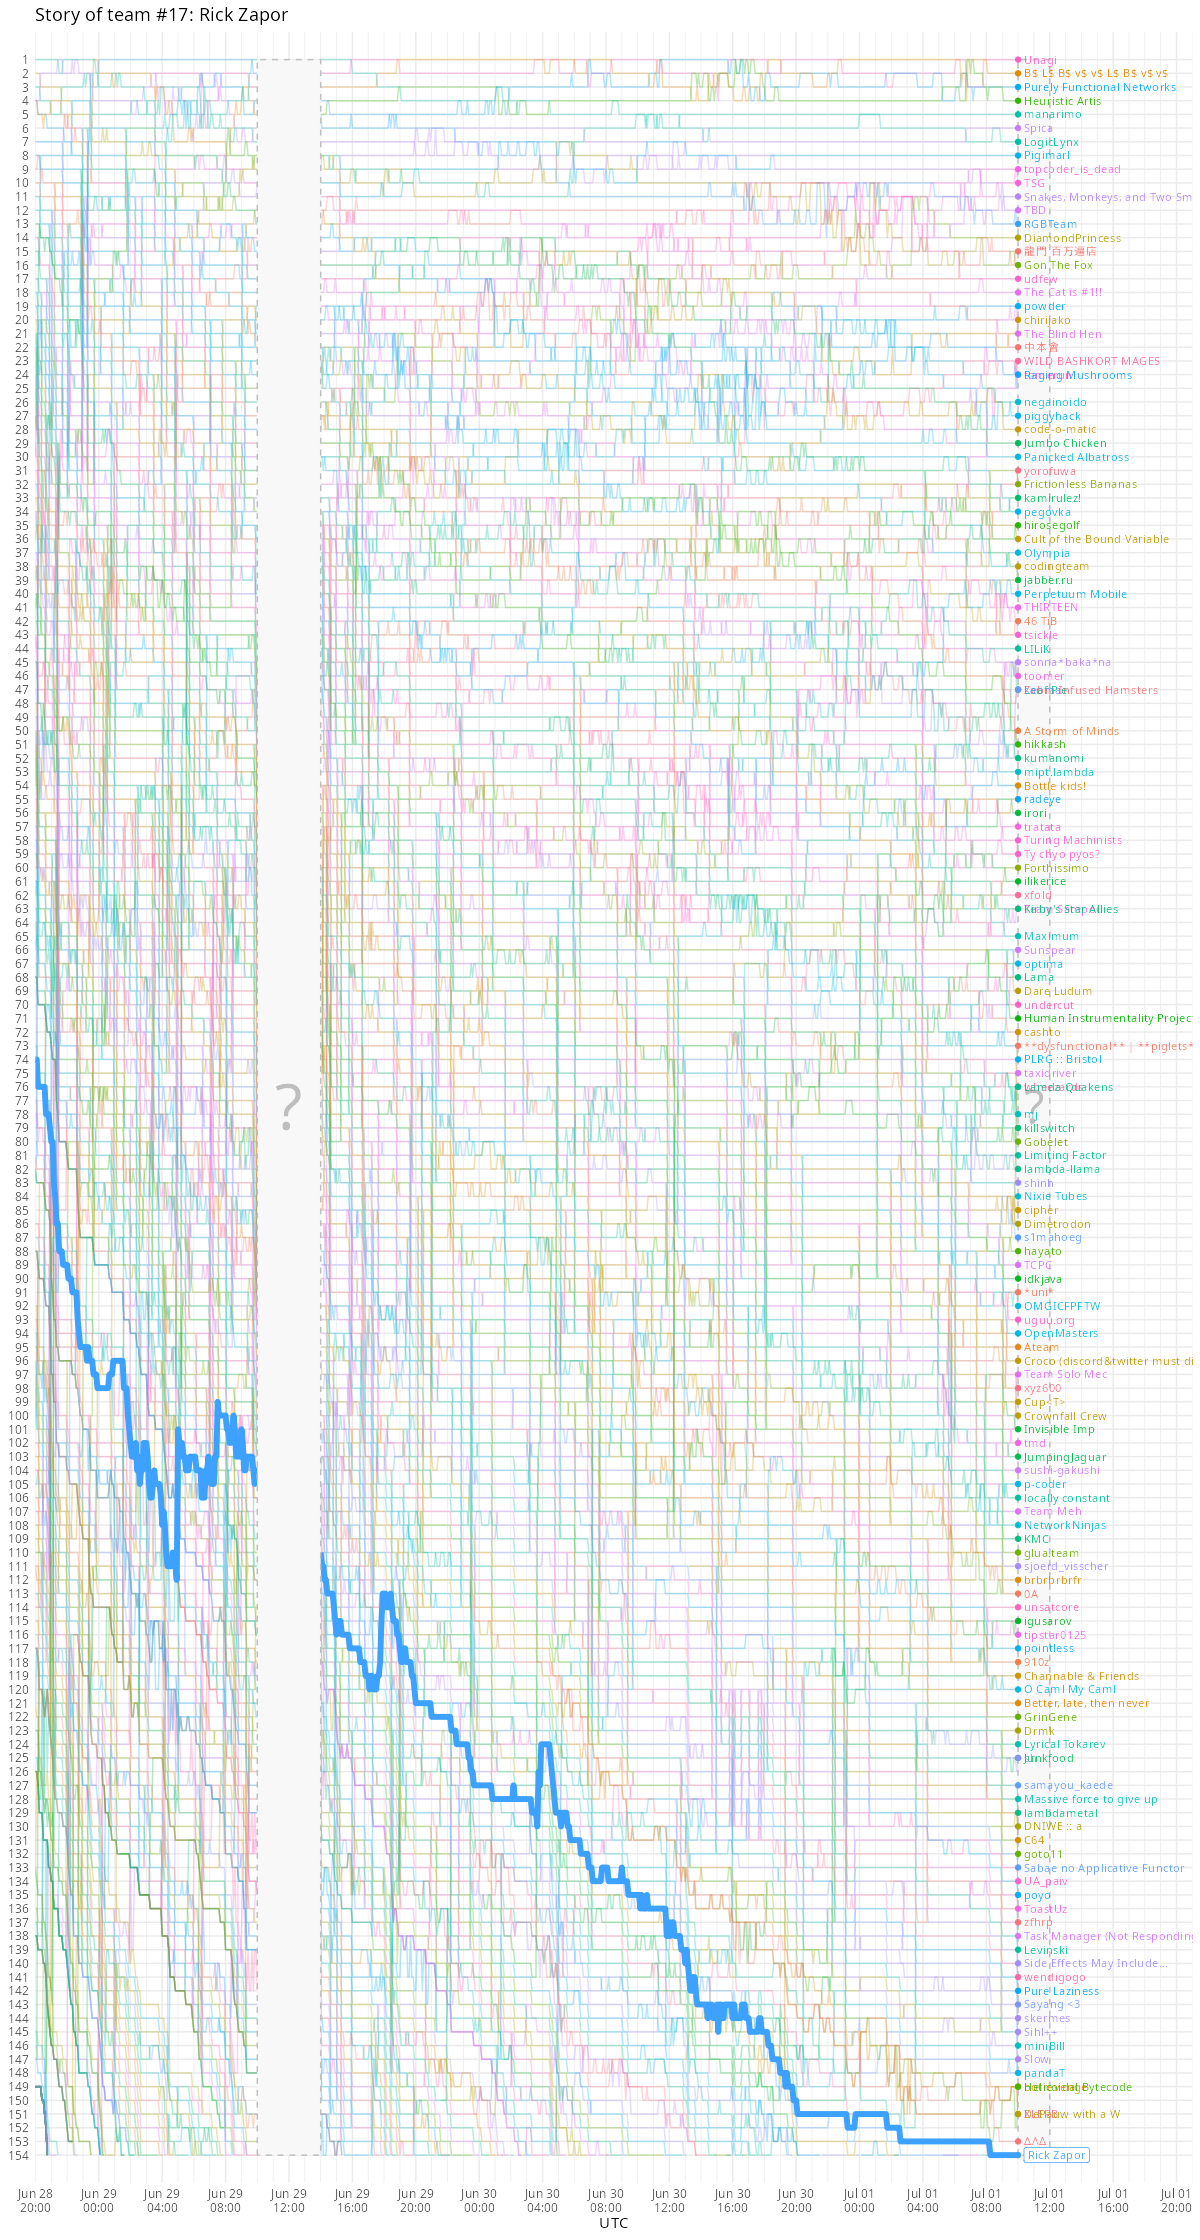 Story of team #17: Rick Zapor
1 Unagi
2 B$ L$ B$ v$ v$ L$ B$ v$ v$
3 Purely Functional Networks
4 Heuristic Artis
5 manarimo
6 Spica
7 LogicLynx
8 Pigimarl
9 topcoder_is_dead
10 TSG
11 Snakes, Monkeys, and Two Sm
12 TBD
13 RGBTeam
14 DiamondPrincess
15 龍門 百万遍店
16 Gon The Fox
17 udfew
18 The Cat is #1!!
19 powder
20 chirijako
21 The Blind Hen
22 中本會
23 WILD BASHKORT MAGES
24 Raging Mushrooms
25
26 negainoido
27 piggyhack
28 code-o-matic
29 Jumbo Chicken
30 Panicked Albatross
31 yorofuwa
32 Frictionless Bananas
33 kamirulez!
34 pegovka
35 hirosegolf
36 Cult of the Bound Variable
37 Olympia
38 codingteam
39 jabber.ru
40 Perpetuum Mobile
41 THIRTEEN
42 46 TiB
43 tsickle
44 LILiK
45 sonna*baka*na
46 toomer
47 Infused Hamsters
48
49
50 A Storm of Minds
51 hikkash
52 kumanomi
53 mipt lambda
54 Bottle kids!
55 radeye
56 irori
57 tratata
58 Turing Machinists
59 Ty chyo pyos?
60 Forthissimo
61 ilikerice
62 xfold
63 Kirby's Star Allies
64
65 Maximum
66 Sunspear
67 optima
68 Lama
69 Dare Ludum
70 undercut
71 Human Instrumentality Project
72 cashto
73 **dysfunctional** | **piglets*
74 PLRG :: Bristol
75 taxidriver
76 Lamda Quakens
77
78 mj
79 killswitch
80 Gobelet
81 Limiting Factor
82 lambda-llama
83 shinh
84 Nixie Tubes
85 cipher
86 Dimetrodon
87 s1mahoeg
88 hayato
89 TCPC
90 idkjava
91 *uni*
92 OMGICFPFTW
93 uguu.org
94 OpenMasters
95 Ateam
96 Croco (discord&twitter must di
97 Team Solo Mec
98 xyz600
99 Cup<T>
100 Crownfall Crew
101 Invisible Imp
102 tmd
103 JumpingJaguar
104 sushi-gakushi
105 p-coder
106 locally constant
107 Team Meh
108 NetworkNinjas
109 KMC
110 glualteam
111 sjoerd_visscher
112 brbrbrbrfr
113 0A
114 unsatcore
115 igusarov
116 tipstar0125
117 pointless
118 910z
119 Channable & Friends
120 O Caml My Caml
121 Better, late, then never
122 GrinGene
123 Drmk
124 Lyrical Tokarev
125 Junkfood
126
127 samayou_kaede
128 Massive force to give up
129 lambdametal
130 DNIWE :: a
131 C64
132 goto11
133 Sabae no Applicative Functor
134 UA_paiv
135 poyo
136 ToastUz
137 zfhrp
138 Task Manager (Not Responding
139 Levinski
140 Side Effects May Include...
141 wendigogo
142 Pure Laziness
143 Sayang <3
144 skermes
145 Sihl++
146 miniBill
147 Slow
148 pandaT
149 Bytecode
150
151 with a W
152
153 ΔΛΔ
154 Rick Zapor
?
?
Jun 28 Jun 29 Jun 29 Jun 29 Jun 29 Jun 29 Jun 29 Jun 30 Jun 30 Jun 30 Jun 30 Jun 30 Jun 30 Jul 01 Jul 01 Jul 01 Jul 01 Jul 01 Jul 01
20:00 00:00 04:00 08:00 12:00 16:00 20:00 00:00 04:00 08:00 12:00 16:00 20:00 00:00 04:00 08:00 12:00 16:00 20:00
UTC